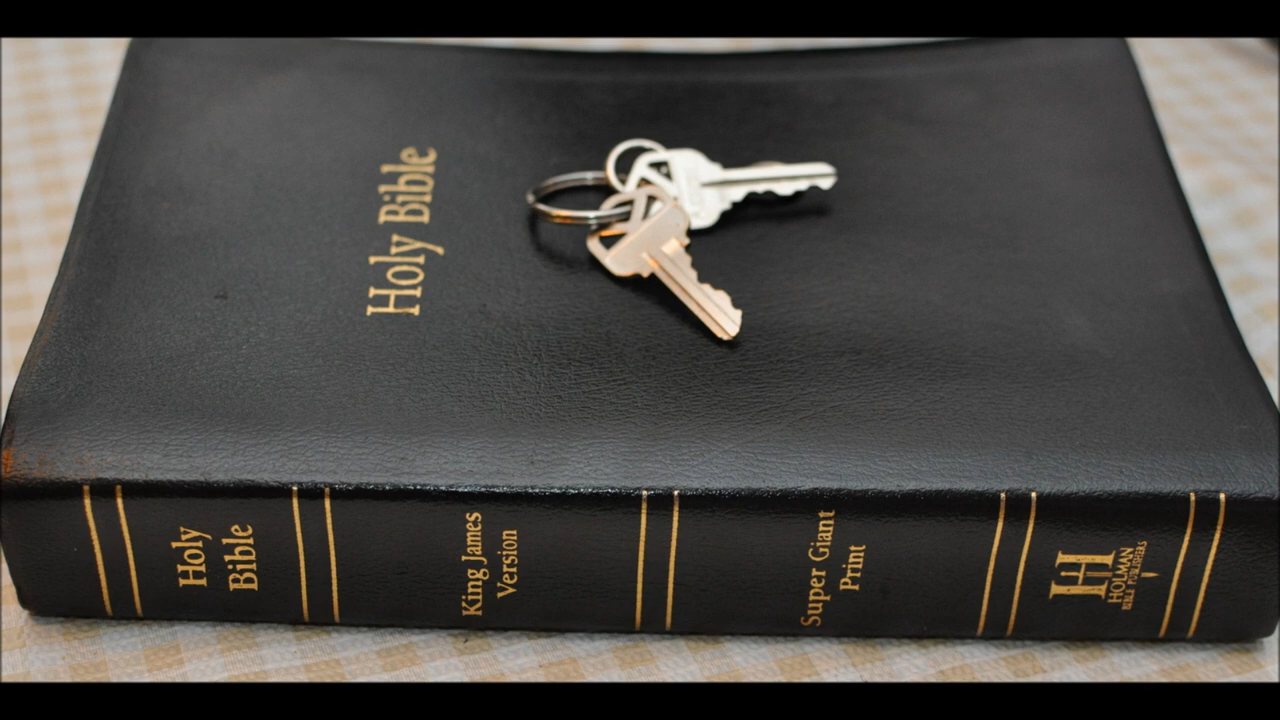 Holy Bible
Holy
Bible
King James
Version
Super Giant
Print
HOLMAN
BIBLE PUBLISHERS